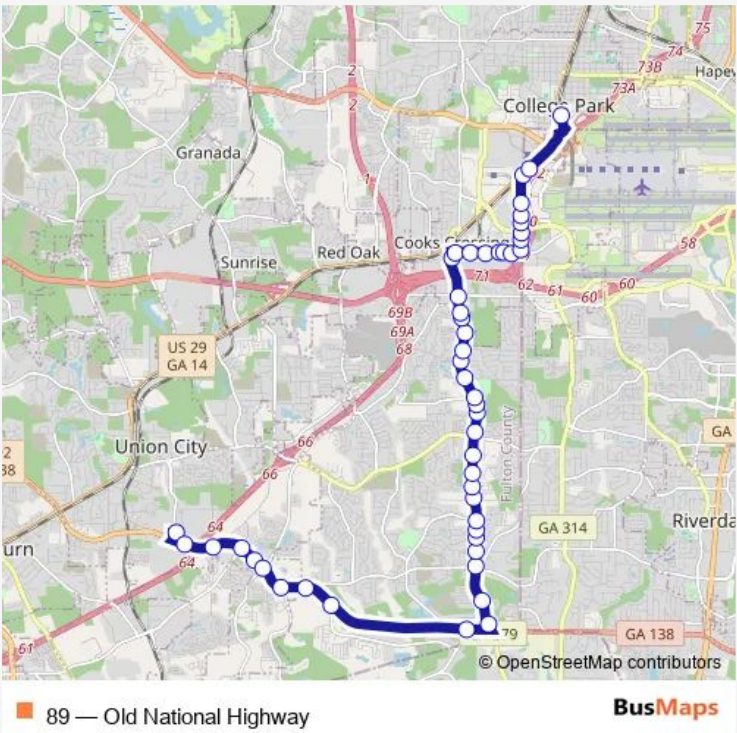 75
74
73B
Hapev
73A
2
2
College Park
Granada
1
2
0
58
Cooks Crossing
Red Oak
Sunrise
71
62
61
60
60
69B
69A
68
US 29
GA 14
Fulton County
GA
Union City
66
66
2
38
64
64
GA 314
Riverda
urn
79
GA 138
61
© OpenStreetMap contributors
89 — Old National Highway
BusMaps